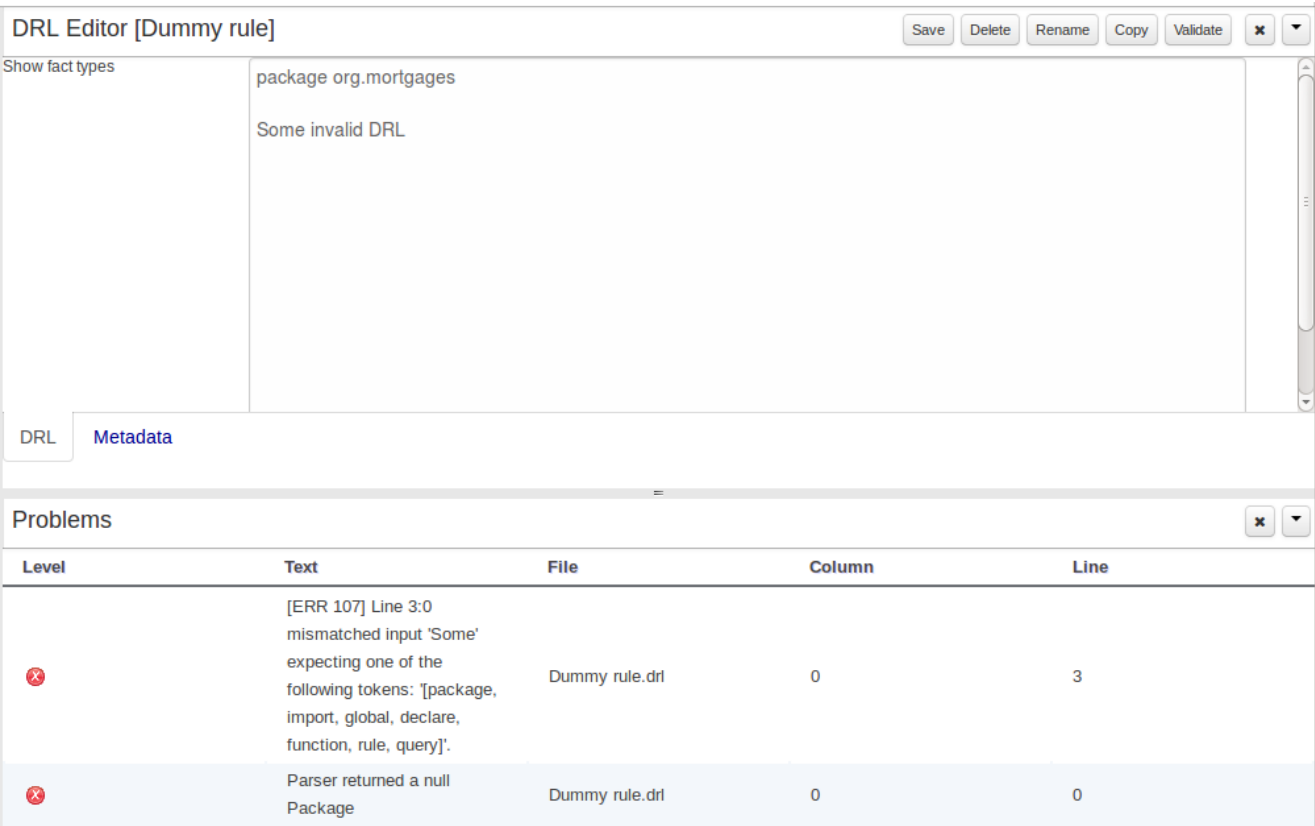 DRL Editor [Dummy rule]
Save Delete Rename Copy Validate
Show fact types
package org.mortgages
Some invalid DRL
DRL Metadata
Problems
Level Text File Column Line
[ERR 107] Line 3:0
mismatched input 'Some'
expecting one of the
following tokens: '[package,
import, global, declare,
function, rule, query]'.
Dummy rule.drl 0 3
Parser returned a null
Package
Dummy rule.drl 0 0